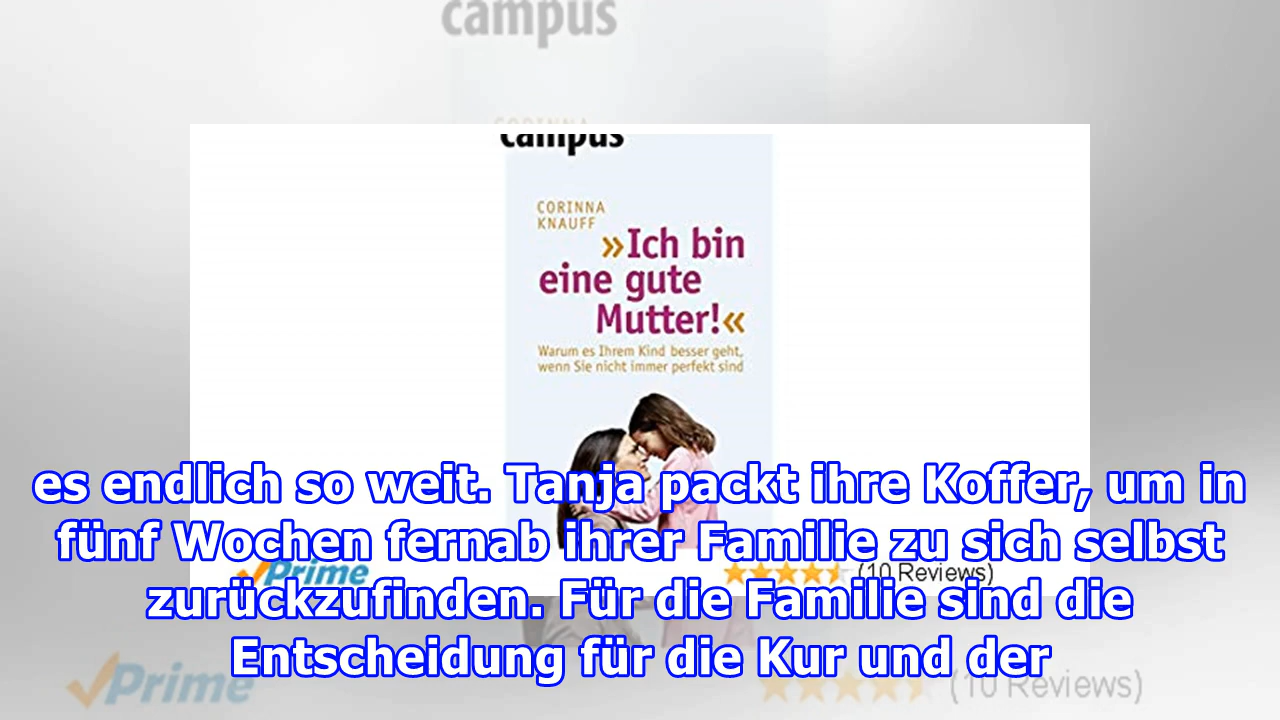 campus
CORINNA
campus
CORINNA
KNAUFF
»Ich bin
eine gute
Mutter!«
Warum es Ihrem Kind besser geht,
wenn Sie nicht immer perfekt sind
es endlich so weit. Tanja packt ihre Koffer, um in
fünf Wochen fernab ihrer Familie zu sich selbst
Prime (10 Reviews)
zurückzufinden. Für die Familie sind die
Entscheidung für die Kur und der
Prime (10 Reviews)